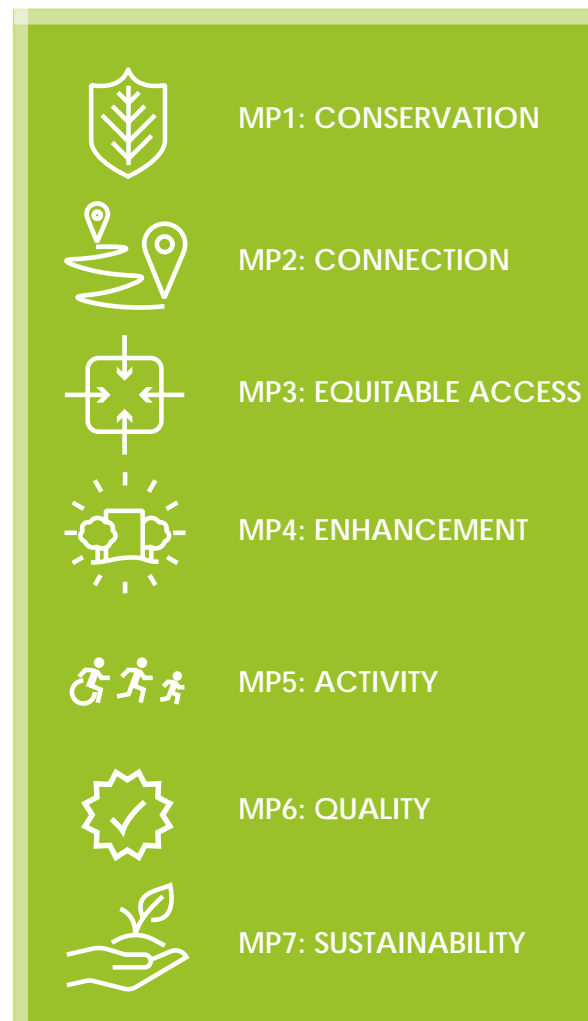 MP1: CONSERVATION
MP2: CONNECTION
MP3: EQUITABLE ACCESS
MP4: ENHANCEMENT
MP5: ACTIVITY
MP6: QUALITY
MP7: SUSTAINABILITY